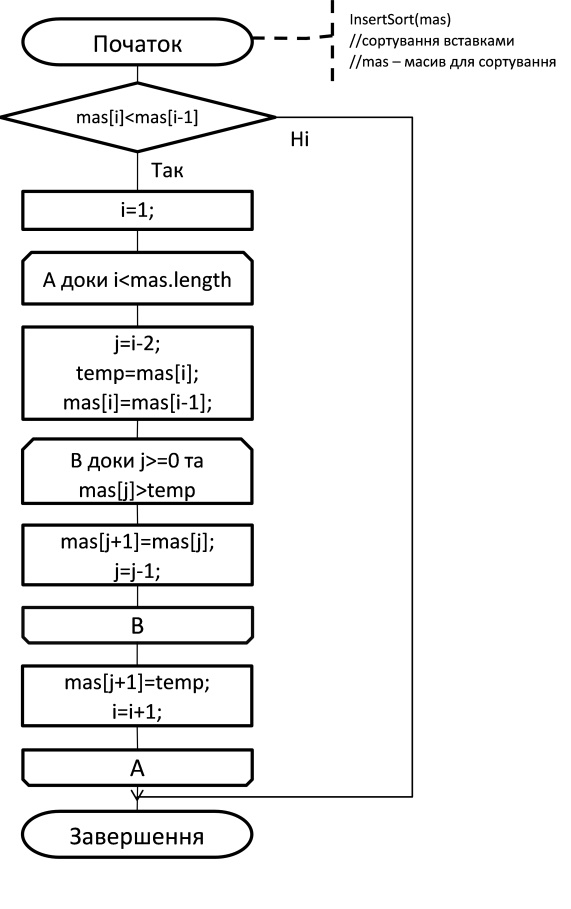 Початок
InsertSort(mas)
//сортування вставками
//mas – масив для сортування
mas[i]<mas[i-1]
Ні
Так
i=1;
А доки i<mas.length
j=i-2;
temp=mas[i];
mas[i]=mas[i-1];
В доки j>=0 та
mas[j]>temp
mas[j+1]=mas[j];
j=j-1;
В
mas[j+1]=temp;
i=i+1;
А
Завершення